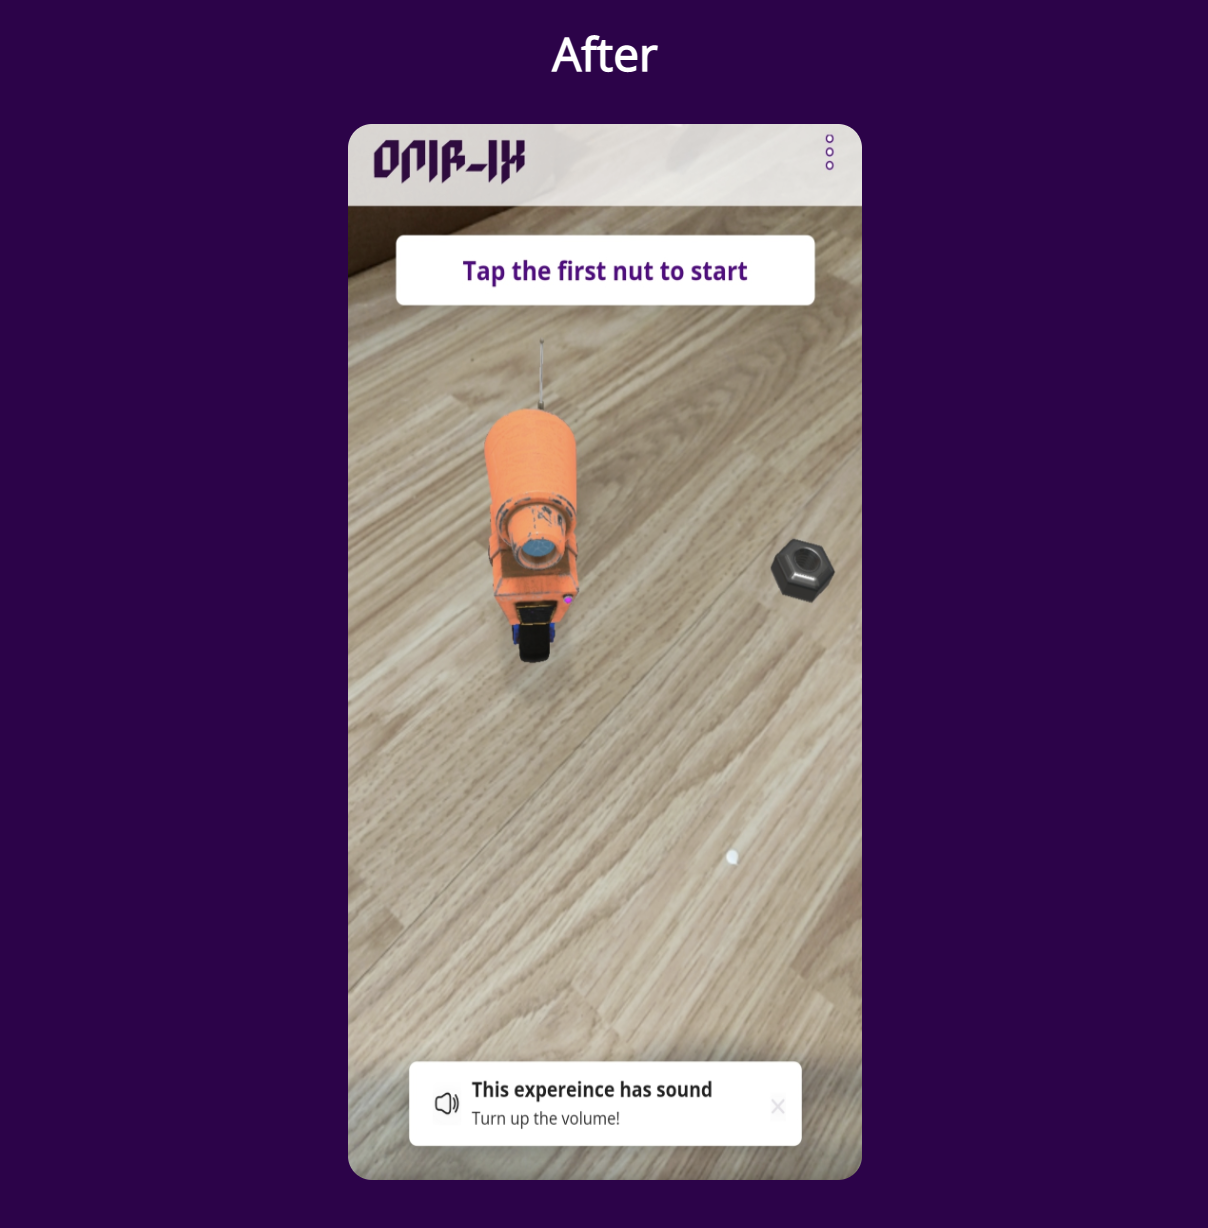 After
ONIR-IX
Tap the first nut to start
This expereince has sound
Turn up the volume!